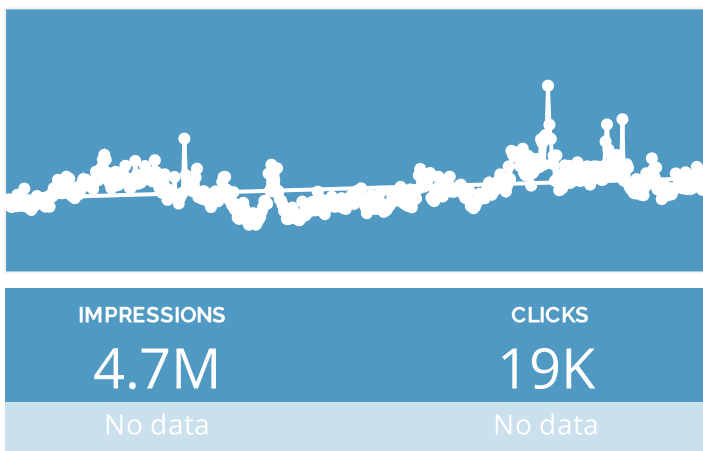 IMPRESSIONS CLICKS
4.7M 19K
No data No data